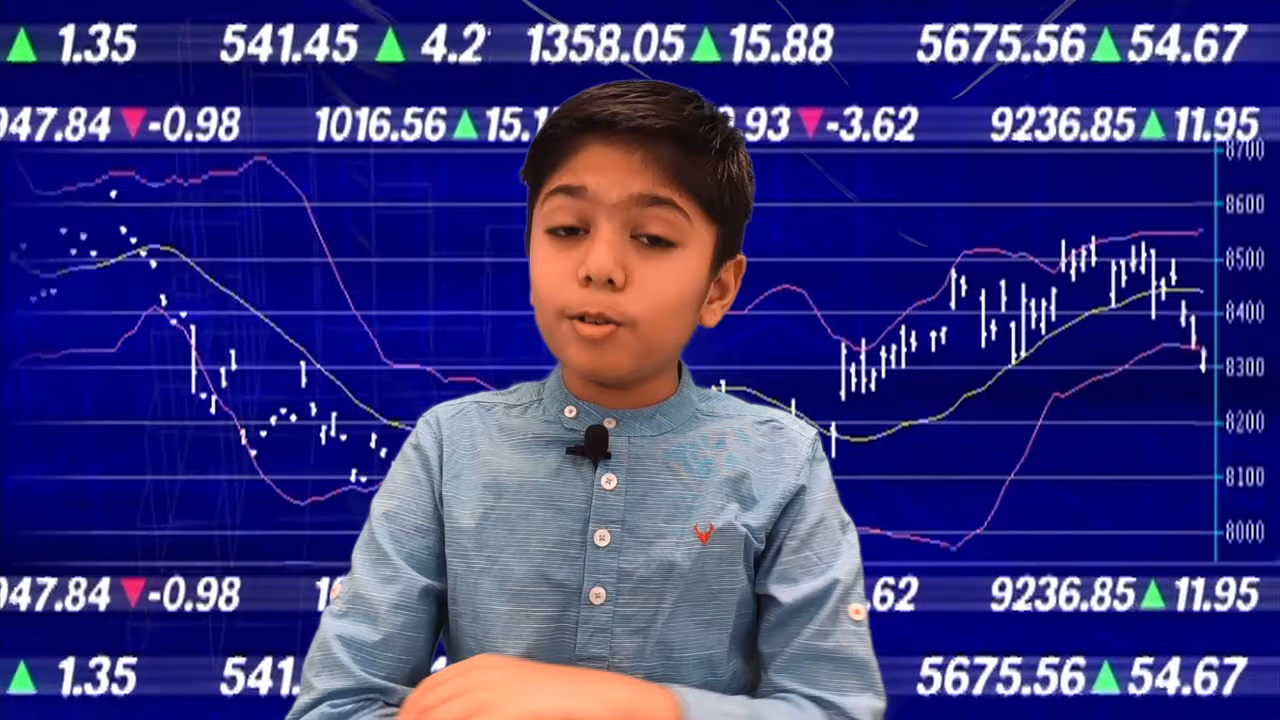 ▲ 1.35 541.45 ▲ 4.2 1358.05 ▲ 15.88 5675.56 ▲ 54.67
947.84 ▼ -0.98 1016.56 ▲ 15.1 .93 ▼ -3.62 9236.85 ▲ 11.95
8700
8600
8500
8400
8300
8200
8100
8000
947.84 ▼ -0.98 .62 9236.85 ▲ 11.95
▲ 1.35 541. 5675.56 ▲ 54.67